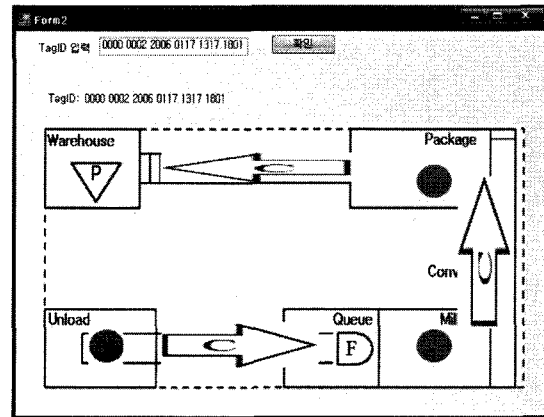 Form2
TagID 입력 0000 0002 2006 0117 1317 1801 확인
TagID: 0000 0002 2006 0117 1317 1801
Warehouse
Package
P
C
C
Conv
Unload
Queue
Mil
C
F